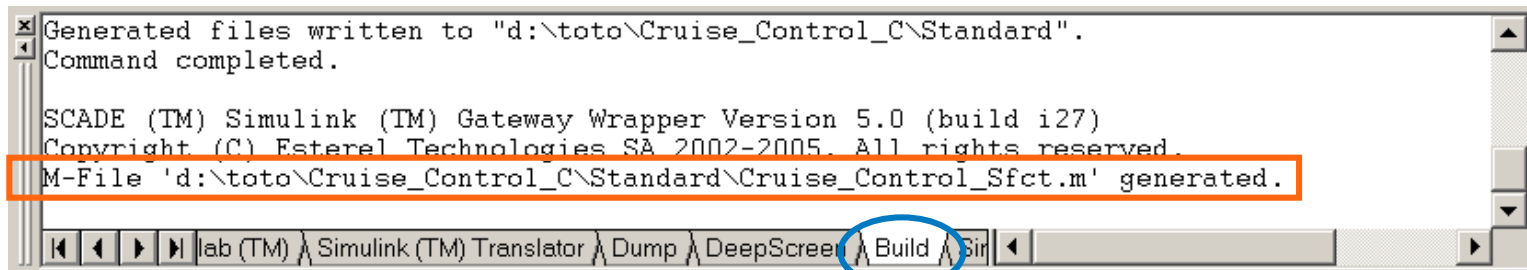 Generated files written to "d:\toto\Cruise_Control_C\Standard".
Command completed.
SCADE (TM) Simulink (TM) Gateway Wrapper Version 5.0 (build i27)
Copyright (C) Esterel Technologies SA 2002-2005. All rights reserved.
M-File 'd:\toto\Cruise_Control_C\Standard\Cruise_Control_Sfct.m' generated.
lab (TM) Simulink (TM) Translator Dump DeepScreen Build Sir